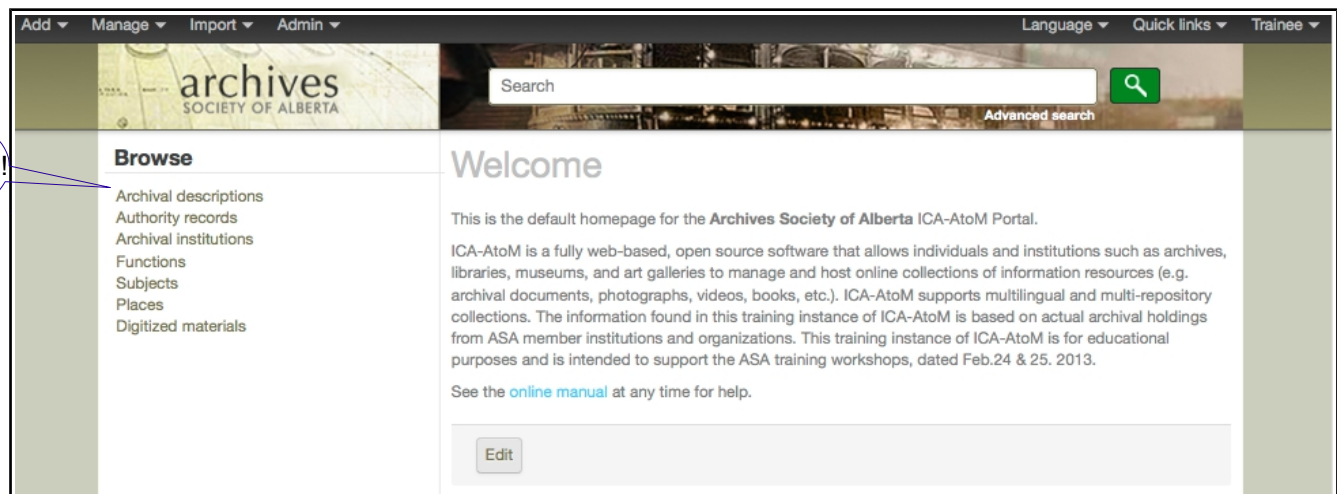 Add Manage Import Admin Language Quick links Trainee
archives
SOCIETY OF ALBERTA
Search
Advanced search
!
Browse
Archival descriptions
Authority records
Archival institutions
Functions
Subjects
Places
Digitized materials
Welcome
This is the default homepage for the Archives Society of Alberta ICA-AtoM Portal.
ICA-AtoM is a fully web-based, open source software that allows individuals and institutions such as archives,
libraries, museums, and art galleries to manage and host online collections of information resources (e.g.
archival documents, photographs, videos, books, etc.). ICA-AtoM supports multilingual and multi-repository
collections. The information found in this training instance of ICA-AtoM is based on actual archival holdings
from ASA member institutions and organizations. This training instance of ICA-AtoM is for educational
purposes and is intended to support the ASA training workshops, dated Feb.24 & 25. 2013.
See the online manual at any time for help.
Edit